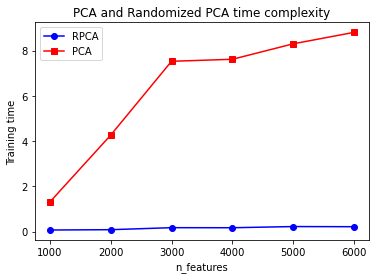 PCA and Randomized PCA time complexity
RPCA
PCA
8
6
4
2
0
Training time
1000 2000 3000 4000 5000 6000
n_features